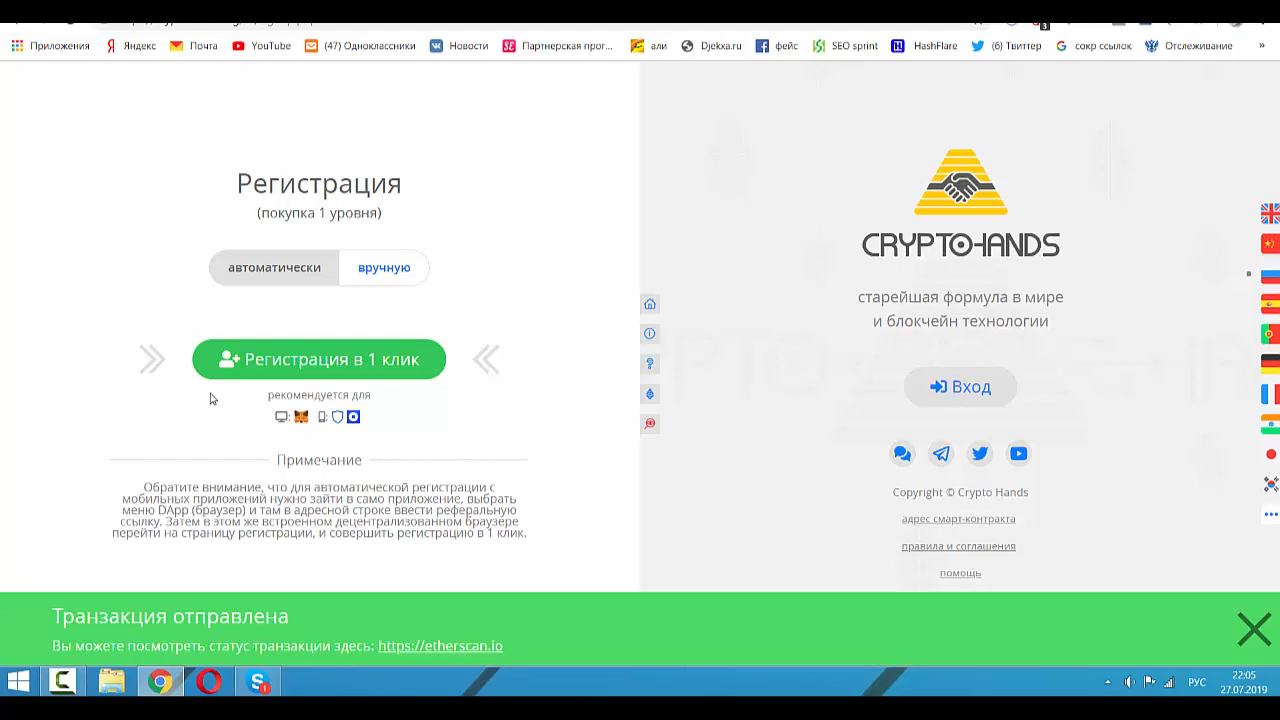 Приложения
Яндекс
Почта
YouTube
(47) Одноклассники
Новости
Партнерская прог...
али
Djekxa.ru
фейс
SEO sprint
HashFlare
(6) Твиттер
сокр ссылок
Отслеживание
»
Регистрация
(покупка 1 уровня)
автоматически
вручную
Регистрация в 1 клик
рекомендуется для
Примечание
Обратите внимание, что для автоматической регистрации с
мобильных приложений нужно зайти в само приложение, выбрать
меню DApp (браузер) и там в адресной строке ввести реферальную
ссылку. Затем в этом же встроенном децентрализованном браузере
перейти на страницу регистрации, и совершить регистрацию в 1 клик.
CRYPTOHANDS
старейшая формула в мире
и блокчейн технологии
Вход
Copyright © Crypto Hands
адрес смарт-контракта
правила и соглашения
помощь
Транзакция отправлена
Вы можете посмотреть статус транзакции здесь: https://etherscan.io
РУС
22:05
27.07.2019